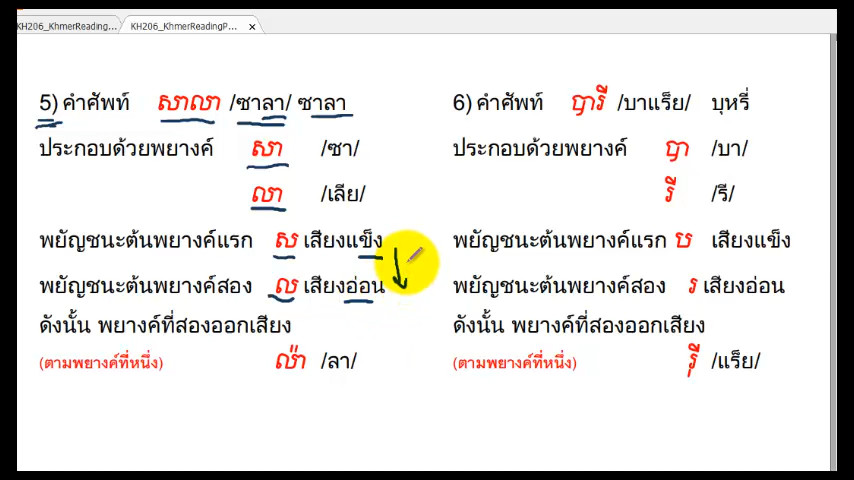 KH206_KhmerReading...
KH206_KhmerReadingP... ×
5) คำศัพท์ សាលា /ซาลา/ ซาลา
ประกอบด้วยพยางค์ សា /ซา/
លា /เลีย/
พยัญชนะต้นพยางค์แรก ស เสียงแข็ง
พยัญชนะต้นพยางค์สอง ល เสียงอ่อน
ดังนั้น พยางค์ที่สองออกเสียง
(ตามพยางค์ที่หนึ่ง) ល៉ា /ลา/
6) คำศัพท์ បារី /บาแร็ย/ บุหรี่
ประกอบด้วยพยางค์ បា /บา/
រី /รี/
พยัญชนะต้นพยางค์แรก ប เสียงแข็ง
พยัญชนะต้นพยางค์สอง រ เสียงอ่อน
ดังนั้น พยางค์ที่สองออกเสียง
(ตามพยางค์ที่หนึ่ง) រ៉ី /แร็ย/